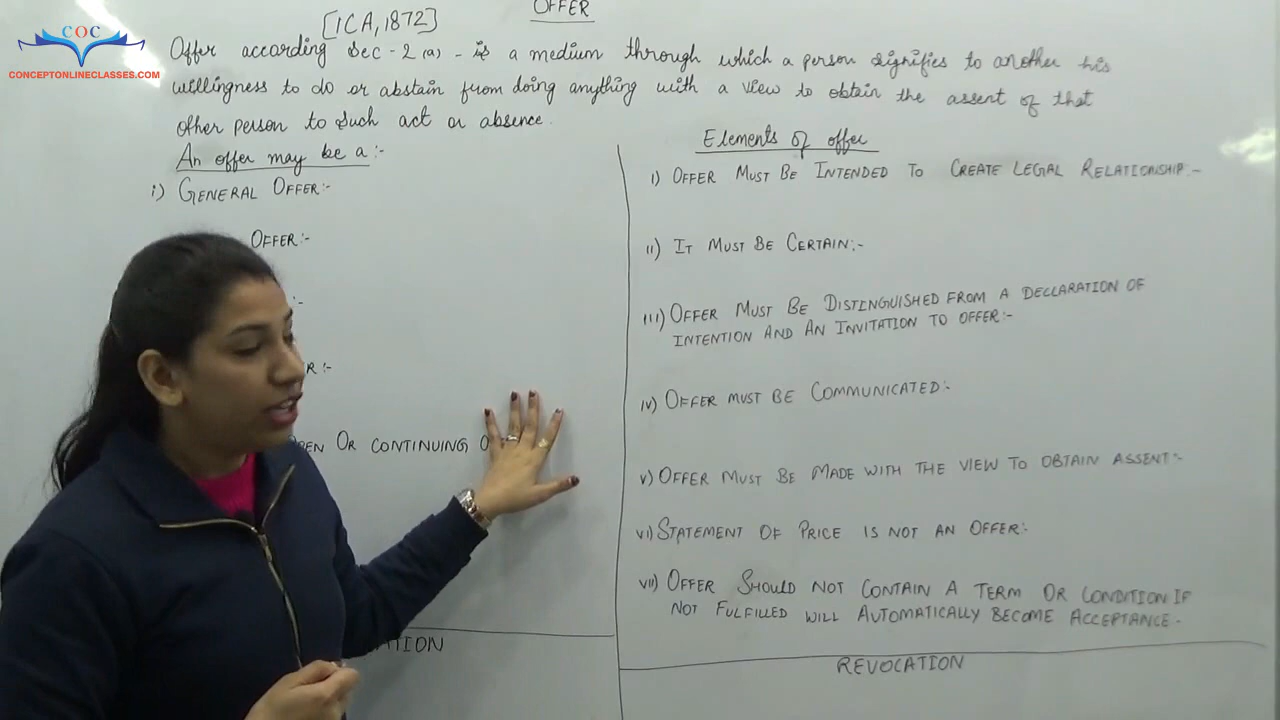 COC
CONCEPTONLINECLASSES.COM
OFFER
[ICA, 1872]
Offer according Sec - 2 (a) - is a medium through which a person signifies to another his
willingness to do or abstain from doing anything with a view to obtain the assent of that
other person to such act or absence.
An offer may be a:-
i) GENERAL OFFER:-
OFFER:-
:-
R:-
OR CONTINUING
Elements of offer
I) OFFER MUST BE INTENDED TO CREATE LEGAL RELATIONSHIP:-
II) IT MUST BE CERTAIN:-
III) OFFER MUST BE DISTINGUISHED FROM A DECLARATION OF
INTENTION AND AN INVITATION TO OFFER:-
IV) OFFER MUST BE COMMUNICATED:-
V) OFFER MUST BE MADE WITH THE VIEW TO OBTAIN ASSENT:-
VI) STATEMENT OF PRICE IS NOT AN OFFER:-
VII) OFFER SHOULD NOT CONTAIN A TERM OR CONDITION IF
NOT FULFILLED WILL AUTOMATICALLY BECOME ACCEPTANCE.-
REVOCATION